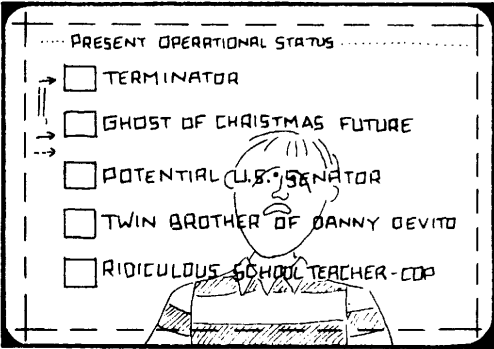 PRESENT OPERATIONAL STATUS
TERMINATOR
GHOST OF CHRISTMAS FUTURE
POTENTIAL U.S. SENATOR
TWIN BROTHER OF DANNY DEVITO
RIDICULOUS SCHOOLTEACHER-COP